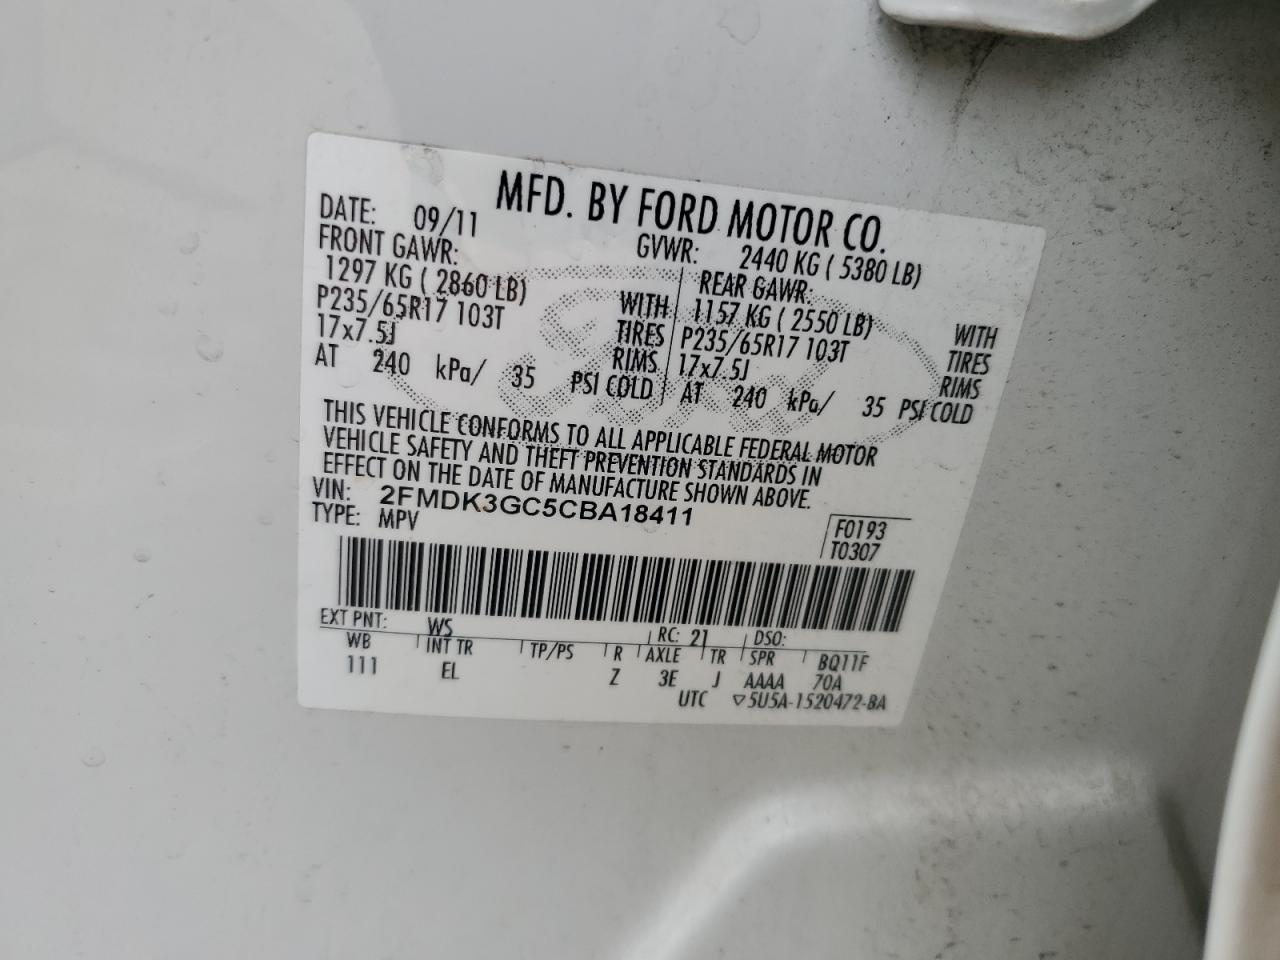 MFD. BY FORD MOTOR CO.
DATE: 09/11 GVWR: 2440 KG ( 5380 LB)
FRONT GAWR: REAR GAWR:
1297 KG ( 2860 LB) WITH 1157 KG ( 2550 LB) WITH
P235/65R17 103T TIRES P235/65R17 103T TIRES
17x7.5J RIMS 17x7.5J RIMS
AT 240 kPa/ 35 PSI COLD AT 240 kPa/ 35 PSI COLD
THIS VEHICLE CONFORMS TO ALL APPLICABLE FEDERAL MOTOR
VEHICLE SAFETY AND THEFT PREVENTION STANDARDS IN
EFFECT ON THE DATE OF MANUFACTURE SHOWN ABOVE.
VIN: 2FMDK3GC5CBA18411
TYPE: MPV F0193
T0307
EXT PNT: WS RC: 21 DSO:
WB INT TR TP/PS R AXLE TR SPR BQ11F
111 EL Z 3E J AAAA 70A
UTC ▽5U5A-1520472-BA
Ford